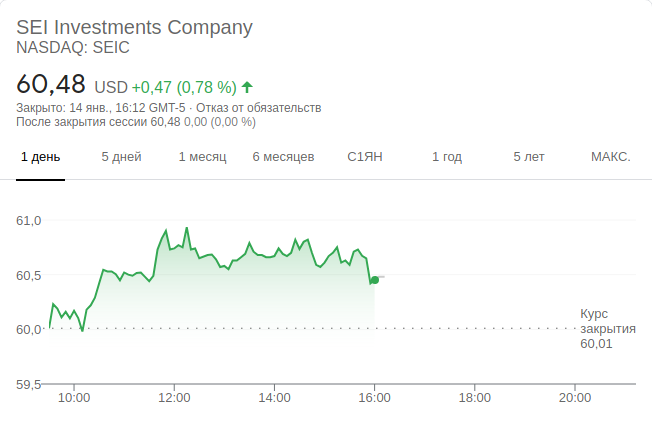 SEI Investments Company
NASDAQ: SEIC
60,48 USD +0,47 (0,78 %)
Закрыто: 14 янв., 16:12 GMT-5 · Отказ от обязательств
После закрытия сессии 60,48 0,00 (0,00 %)
1 день 5 дней 1 месяц 6 месяцев С1ЯН 1 год 5 лет МАКС.
61,0
60,5
Курс
60,0 закрытия
60,01
59,5
10:00 12:00 14:00 16:00 18:00 20:00